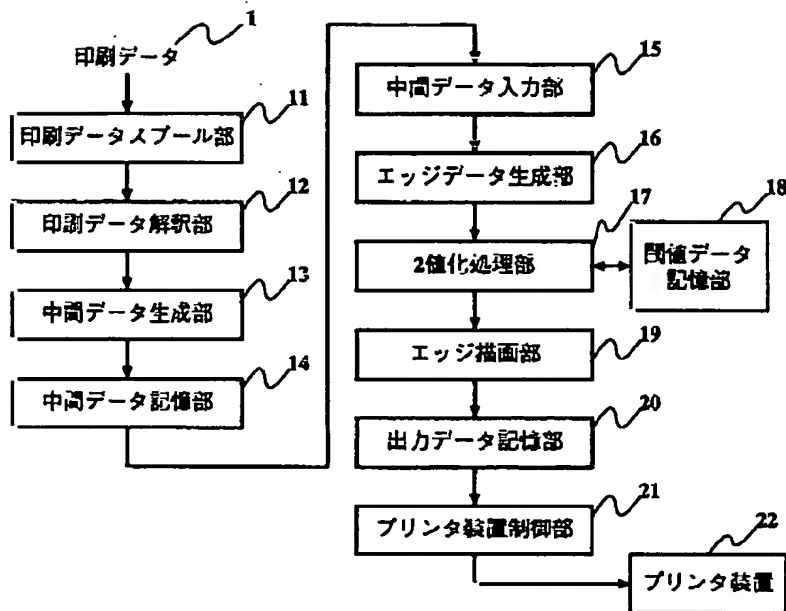 1
印刷データ
11
印刷データスプール部
12
印刷データ解釈部
13
中間データ生成部
14
中間データ記憶部
15
中間データ入力部
16
エッジデータ生成部
17
2値化処理部
18
閾値データ
記憶部
エッジ描画部
19
20
出力データ記憶部
21
プリンタ装置制御部
22
プリンタ装置